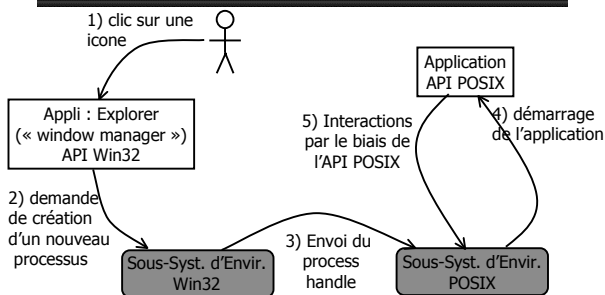 1) clic sur une
icone
Appli : Explorer
(« window manager »)
API Win32
2) demande
de création
d'un nouveau
processus
Sous-Syst. d'Envir.
Win32
3) Envoi du
process
handle
Sous-Syst. d'Envir.
POSIX
4) démarrage
de l'application
Application
API POSIX
5) Interactions
par le biais de
l'API POSIX